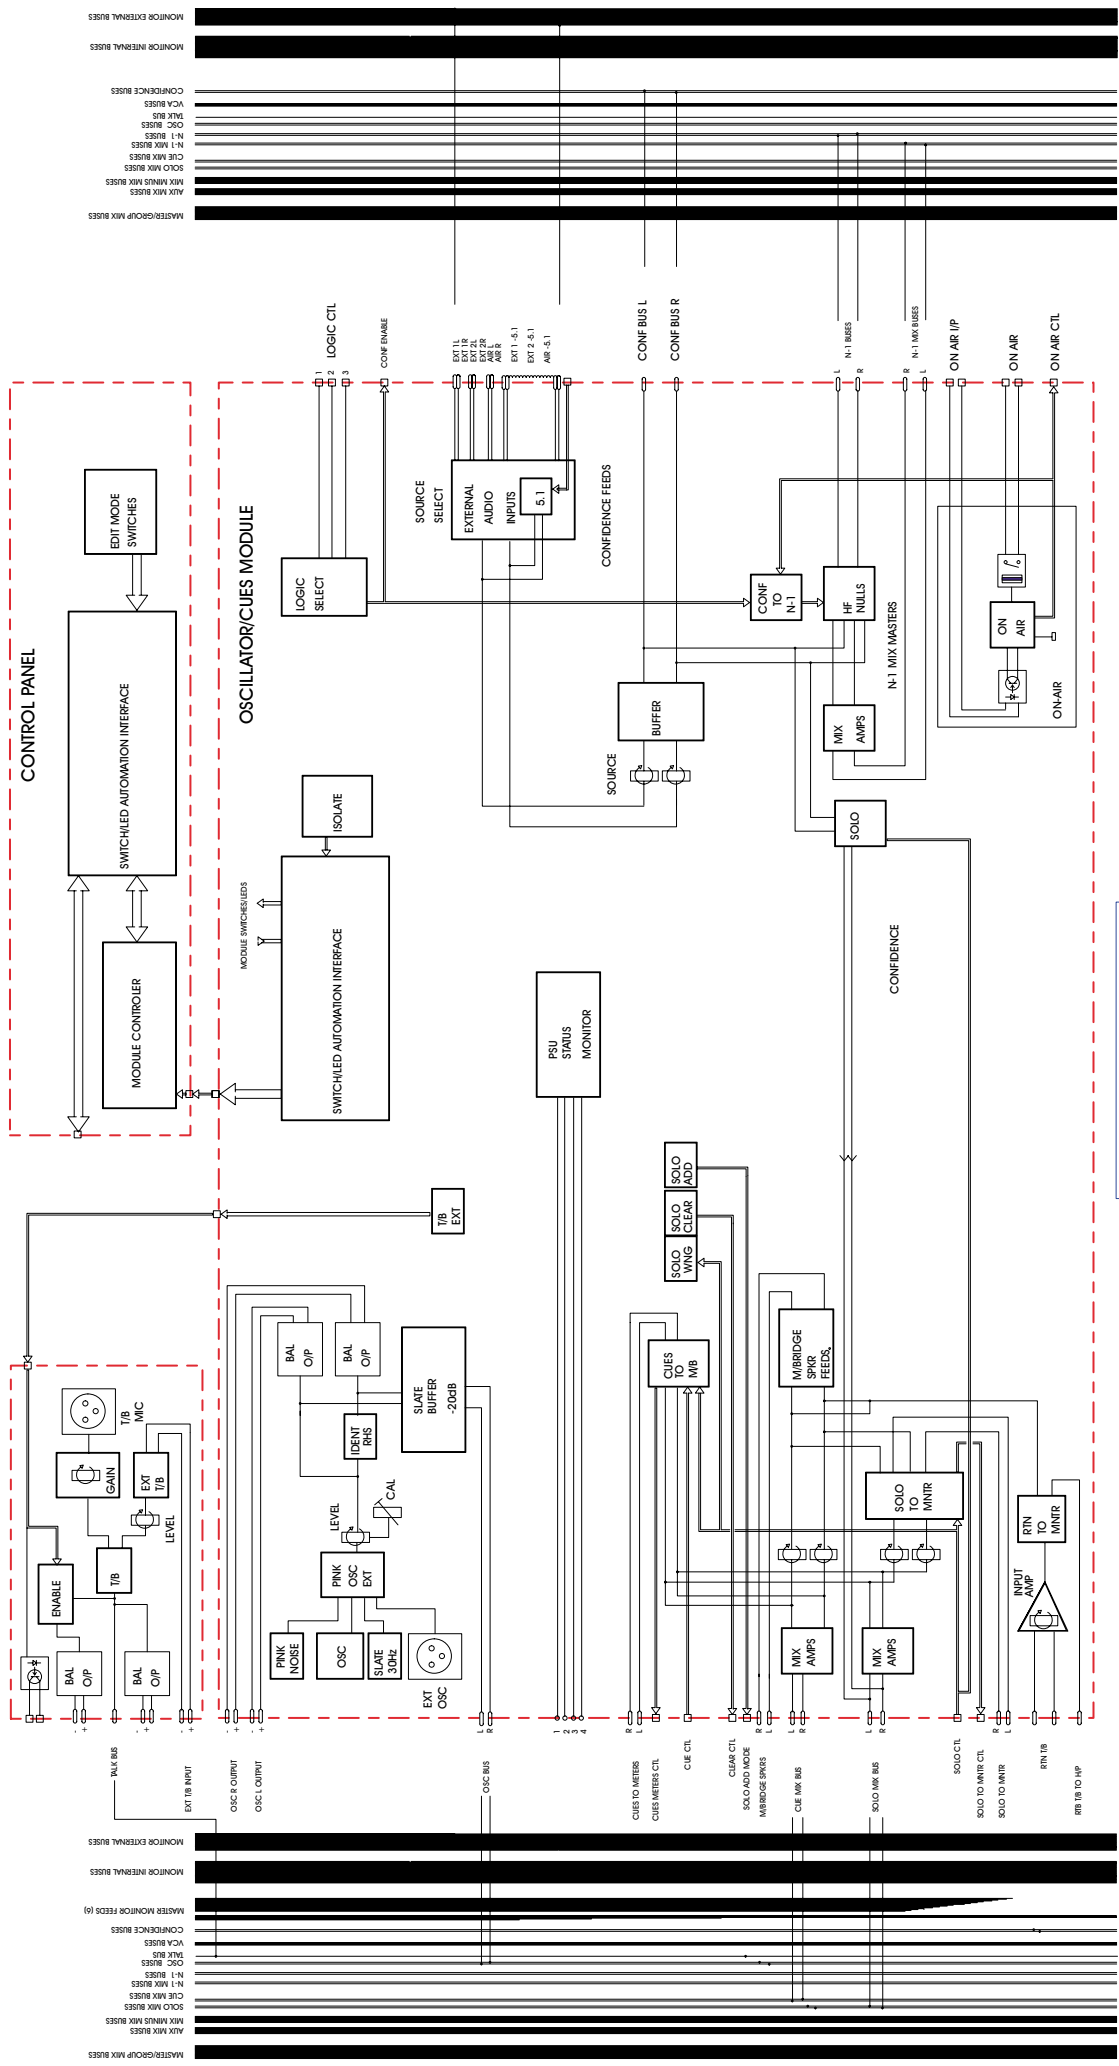 MONITOR EXTERNAL BUSES
MONITOR INTERNAL BUSES
CONFIDENCE BUSES
VCA BUSES
TALK BUS
OSC BUSES
N-1 BUSES
N-1 MIX BUSES
CUE MIX BUSES
SOLO MIX BUSES
MIX MINUS MIX BUSES
AUX MIX BUSES
MASTER/GROUP MIX BUSES
CONTROL PANEL
EDIT MODE
SWITCHES
SWITCH/LED AUTOMATION INTERFACE
MODULE CONTROLER
OSCILLATOR/CUES MODULE
LOGIC CTL
1
2
3
LOGIC
SELECT
CONF ENABLE
EXT 1L
EXT 1R
EXT 2L
EXT 2R
AIR L
AIR R
EXT 1 -5.1
EXT 2 -5.1
AIR -5.1
SOURCE
SELECT
EXTERNAL
AUDIO
INPUTS
5.1
CONFIDENCE FEEDS
CONF BUS L
CONF BUS R
N-1 BUSES
L
R
N-1 MIX BUSES
R
L
ON AIR I/P
ON AIR
ON AIR CTL
CONF
TO
N-1
HF
NULLS
N-1 MIX MASTERS
MIX
AMPS
ON
AIR
ON-AIR
BUFFER
SOURCE
SOLO
CONFIDENCE
ISOLATE
MODULE SWITCHES/LEDS
SWITCH/LED AUTOMATION INTERFACE
PSU
STATUS
MONITOR
T/B
EXT
T/B
MIC
GAIN
EXT
T/B
LEVEL
T/B
ENABLE
BAL
O/P
BAL
O/P
-
+
TALK BUS
-
+
EXT T/B INPUT
-
+
OSC R OUTPUT
-
+
OSC L OUTPUT
-
+
BAL
O/P
BAL
O/P
SLATE
BUFFER
-20dB
IDENT
RHS
LEVEL
CAL
PINK
OSC
EXT
PINK
NOISE
OSC
SLATE
30Hz
EXT
OSC
OSC BUS
L
R
1
2
3
4
SOLO
ADD
SOLO
CLEAR
SOLO
WNG
CUES
TO
M/B
M/BRIDGE
SPKR
FEEDS.
SOLO
TO
MNTR
RTN
TO
MNTR
INPUT
AMP
MIX
AMPS
MIX
AMPS
CUES TO METERS
R
L
CUES METERS CTL
CUE CTL
CLEAR CTL
SOLO ADD MODE
M/BRIDGE SPKRS
R
L
CUE MIX BUS
L
R
SOLO MIX BUS
L
R
SOLO CTL
SOLO TO MNTR CTL
SOLO TO MNTR
R
L
RTN T/B
RTB T/B TO H/P
MONITOR EXTERNAL BUSES
MONITOR INTERNAL BUSES
MASTER MONITOR FEEDS (6)
CONFIDENCE BUSES
VCA BUSES
TALK BUS
OSC BUSES
N-1 BUSES
N-1 MIX BUSES
CUE MIX BUSES
SOLO MIX BUSES
MIX MINUS MIX BUSES
AUX MIX BUSES
MASTER/GROUP MIX BUSES